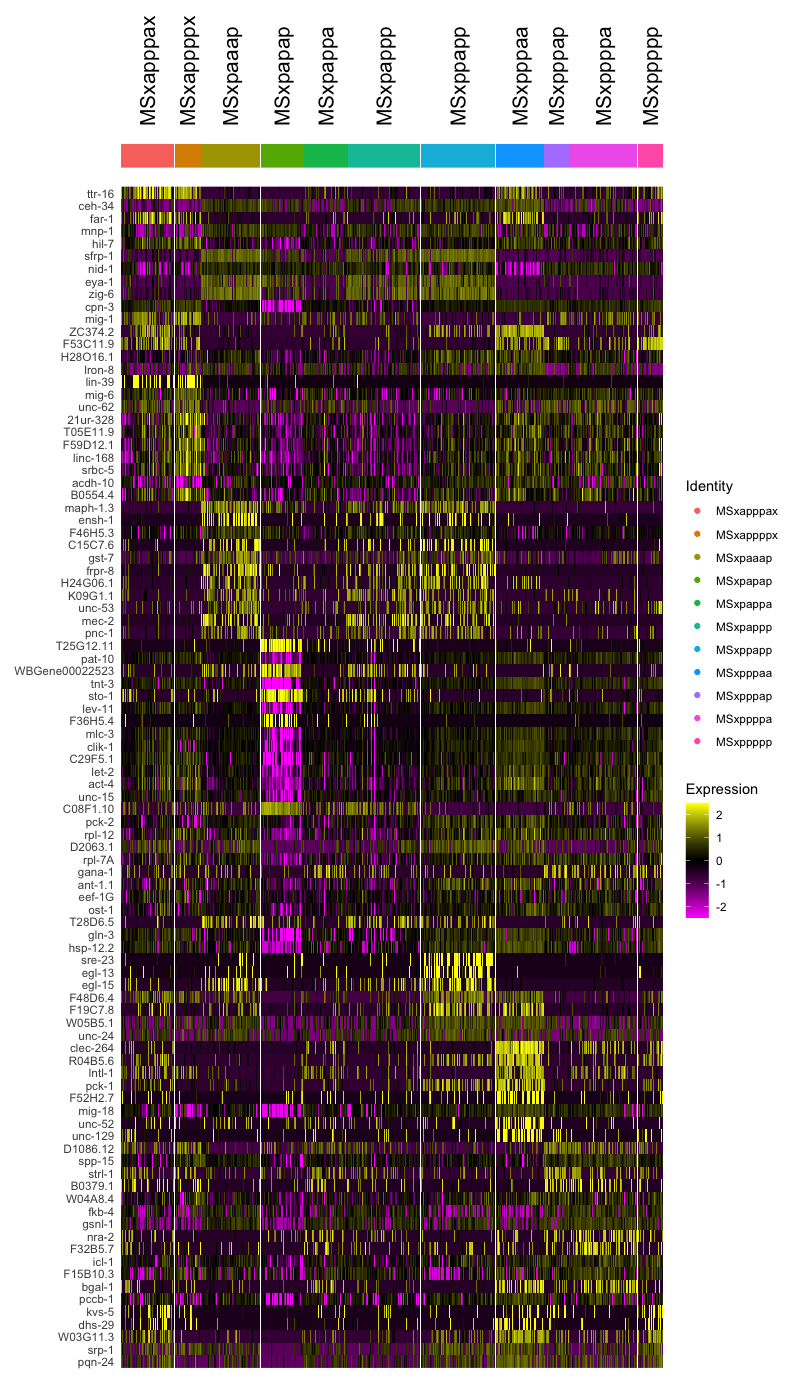 MSxapppax
MSxappppx
MSxpaaap
MSxpapap
MSxpappa
MSxpappp
MSxppapp
MSxpppaa
MSxpppap
MSxppppa
MSxppppp
ttr-16
ceh-34
far-1
mnp-1
hil-7
sfrp-1
nid-1
eya-1
zig-6
cpn-3
mig-1
ZC374.2
F53C11.9
H28O16.1
lron-8
lin-39
mig-6
unc-62
21ur-328
T05E11.9
F59D12.1
linc-168
srbc-5
acdh-10
B0554.4
maph-1.3
ensh-1
F46H5.3
C15C7.6
gst-7
frpr-8
H24G06.1
K09G1.1
unc-53
mec-2
pnc-1
T25G12.11
pat-10
WBGene00022523
tnt-3
sto-1
lev-11
F36H5.4
mlc-3
clik-1
C29F5.1
let-2
act-4
unc-15
C08F1.10
pck-2
rpl-12
D2063.1
rpl-7A
gana-1
ant-1.1
eef-1G
ost-1
T28D6.5
gln-3
hsp-12.2
sre-23
egl-13
egl-15
F48D6.4
F19C7.8
W05B5.1
unc-24
clec-264
R04B5.6
lntl-1
pck-1
F52H2.7
mig-18
unc-52
unc-129
D1086.12
spp-15
strl-1
B0379.1
W04A8.4
fkb-4
gsnl-1
nra-2
F32B5.7
icl-1
F15B10.3
bgal-1
pccb-1
kvs-5
dhs-29
W03G11.3
srp-1
pqn-24
Identity
MSxapppax
MSxappppx
MSxpaaap
MSxpapap
MSxpappa
MSxpappp
MSxppapp
MSxpppaa
MSxpppap
MSxppppa
MSxppppp
Expression
2
1
0
-1
-2